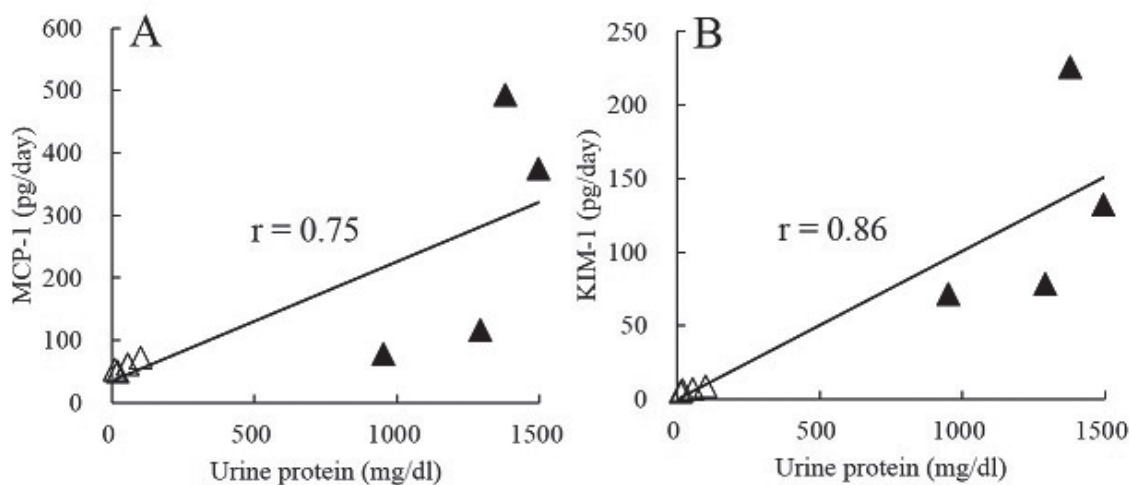 A
600
500
400
300
200
100
0
MCP-1 (pg/day)
r = 0.75
0 500 1000 1500
Urine protein (mg/dl)
B
250
200
150
100
50
0
KIM-1 (pg/day)
r = 0.86
0 500 1000 1500
Urine protein (mg/dl)